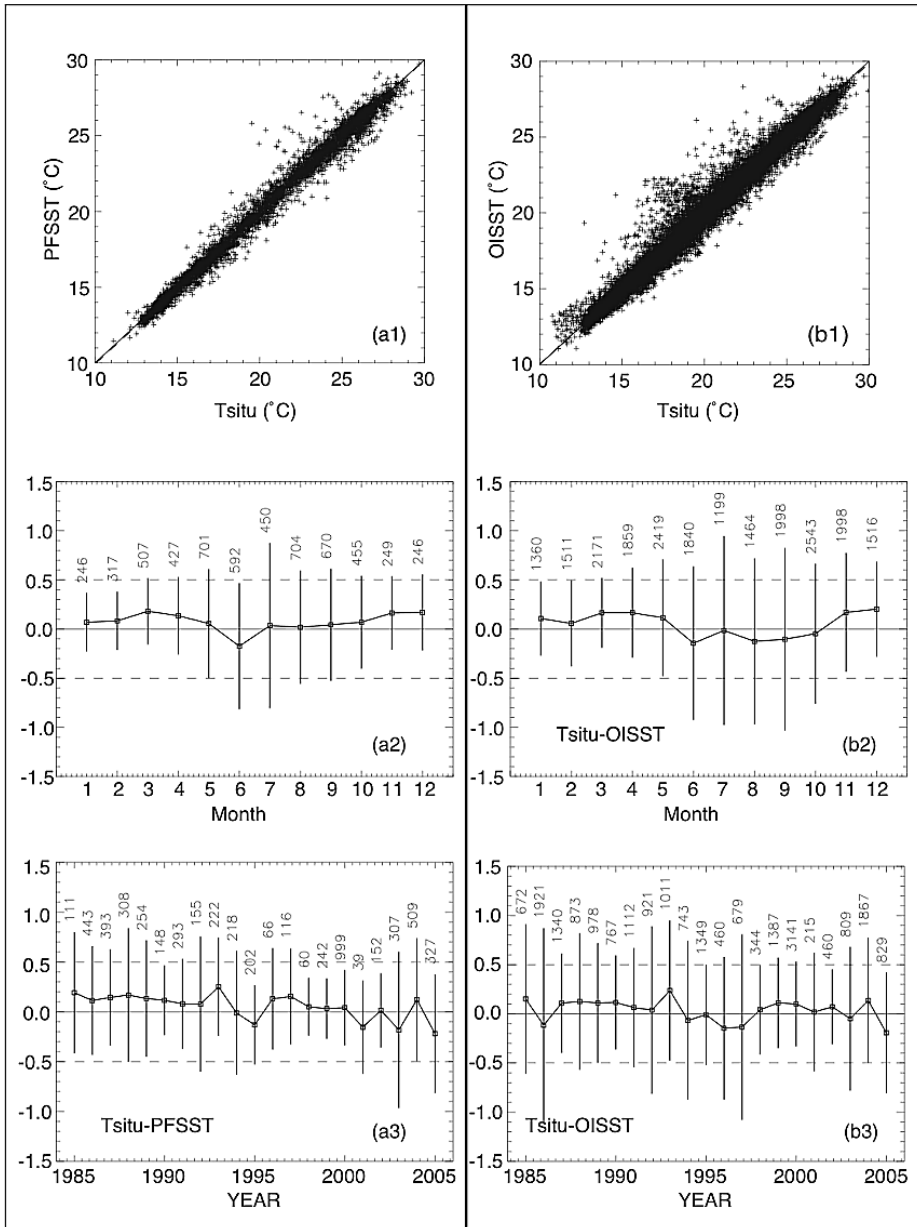 30
25
20
15
10
PFSST (°C)
(a1)
10 15 20 25 30
Tsitu (°C)
30
25
20
15
10
OISST (°C)
(b1)
10 15 20 25 30
Tsitu (°C)
1.5
1.0
0.5
0.0
-0.5
-1.0
-1.5
246 317 507 427 701 592 450 704 670 455 249 246
(a2)
1 2 3 4 5 6 7 8 9 10 11 12
Month
1.5
1.0
0.5
0.0
-0.5
-1.0
-1.5
1360 1511 2171 1859 2419 1840 1199 1464 1998 2543 1998 1516
Tsitu-OISST
(b2)
1 2 3 4 5 6 7 8 9 10 11 12
Month
1.5
1.0
0.5
0.0
-0.5
-1.0
-1.5
111 443 393 308 254 148 293 155 222 218 202 66 116 60 242 999 39 152 307 509 327
Tsitu-PFSST
(a3)
1985 1990 1995 2000 2005
YEAR
1.5
1.0
0.5
0.0
-0.5
-1.0
-1.5
672 1921 1340 873 978 767 1112 921 1011 743 1349 460 679 344 1387 3141 215 460 809 1867 829
Tsitu-OISST
(b3)
1985 1990 1995 2000 2005
YEAR